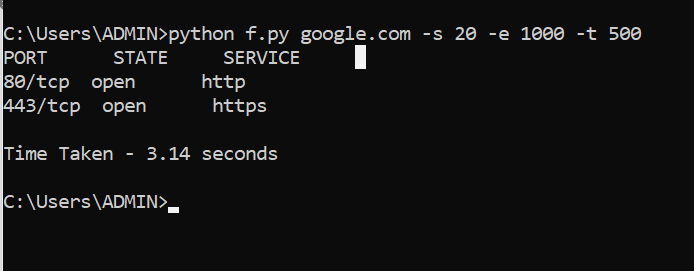 C:\Users\ADMIN>python f.py google.com -s 20 -e 1000 -t 500
PORT      STATE     SERVICE
80/tcp  open      http
443/tcp  open      https
Time Taken - 3.14 seconds
C:\Users\ADMIN>